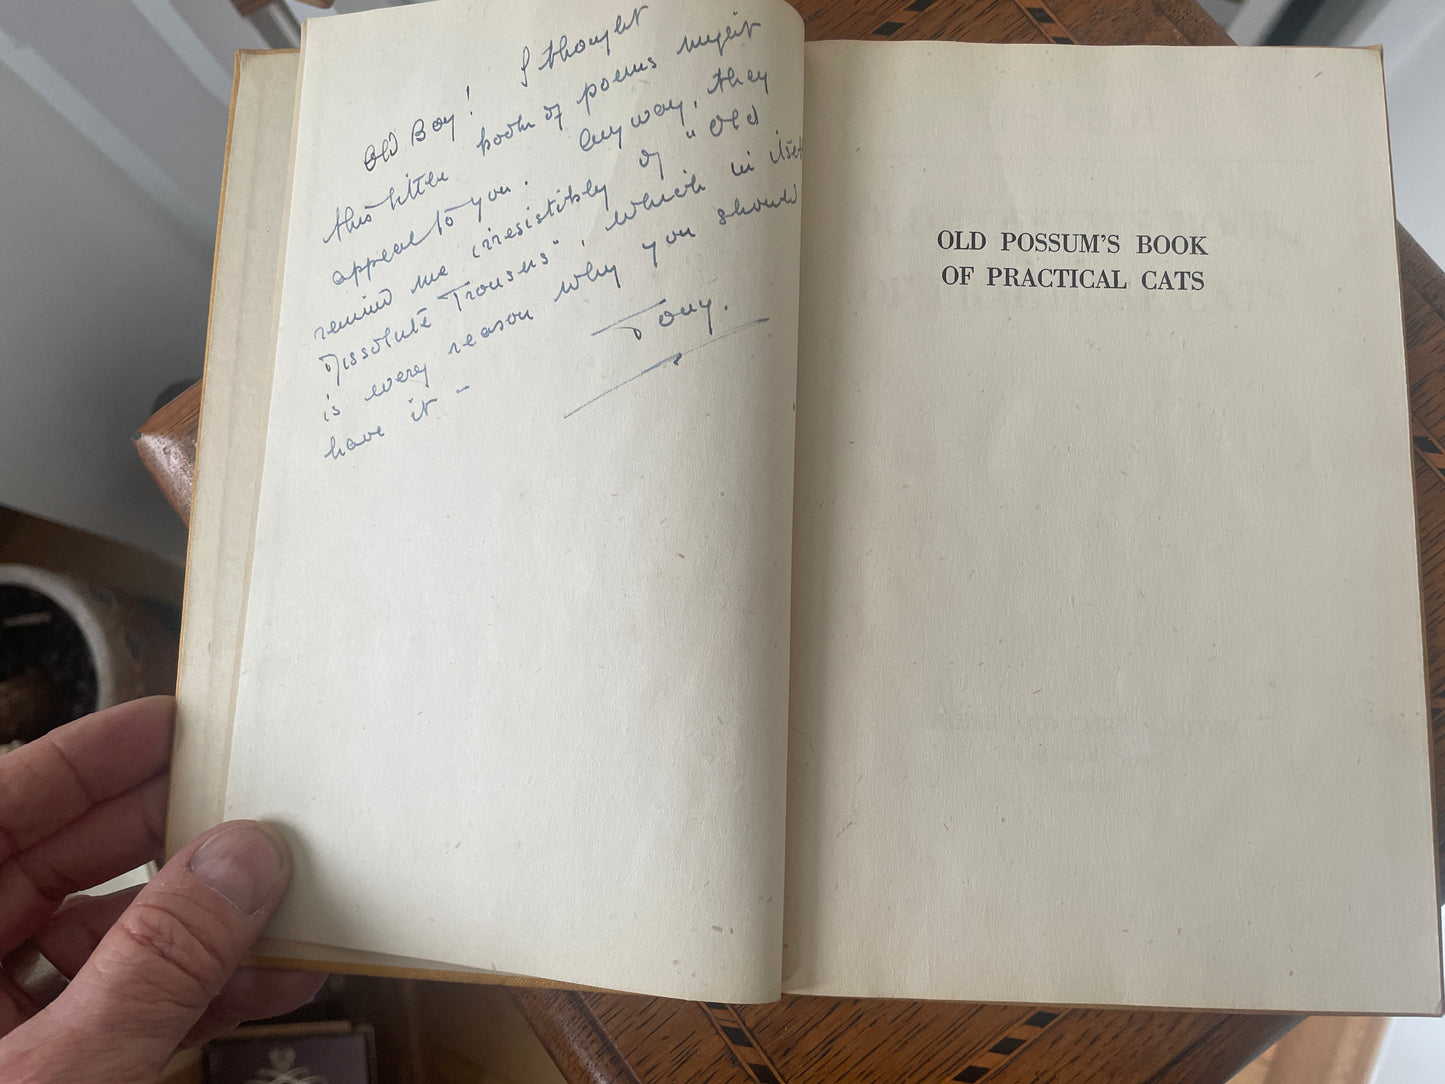 Old Boy! I thought
this little book of poems might
appeal to you. Anyway, they
remind me irresistibly of "Old
Dissolute Trousers", which in itself
is every reason why you should
have it -
Tony.
OLD POSSUM'S BOOK
OF PRACTICAL CATS